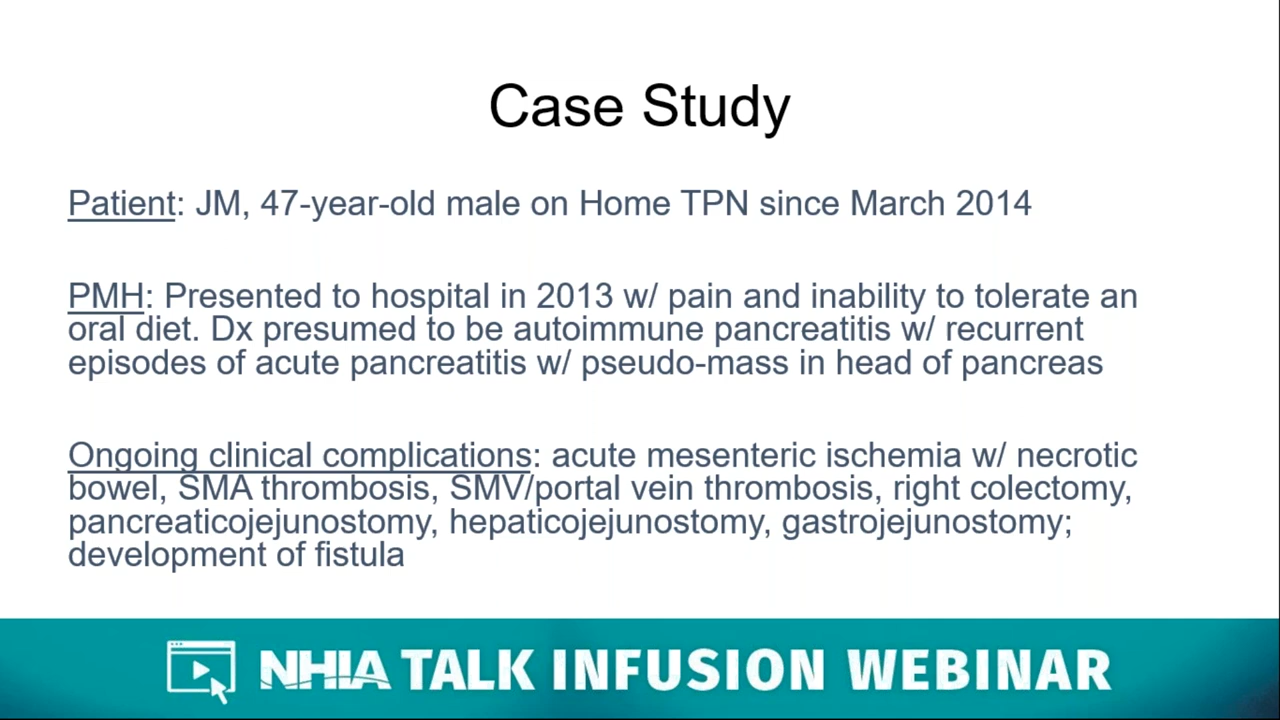 Case Study
Patient: JM, 47-year-old male on Home TPN since March 2014
PMH: Presented to hospital in 2013 w/ pain and inability to tolerate an
oral diet. Dx presumed to be autoimmune pancreatitis w/ recurrent
episodes of acute pancreatitis w/ pseudo-mass in head of pancreas
Ongoing clinical complications: acute mesenteric ischemia w/ necrotic
bowel, SMA thrombosis, SMV/portal vein thrombosis, right colectomy,
pancreaticojejunostomy, hepaticojejunostomy, gastrojejunostomy;
development of fistula
NHIA TALK INFUSION WEBINAR